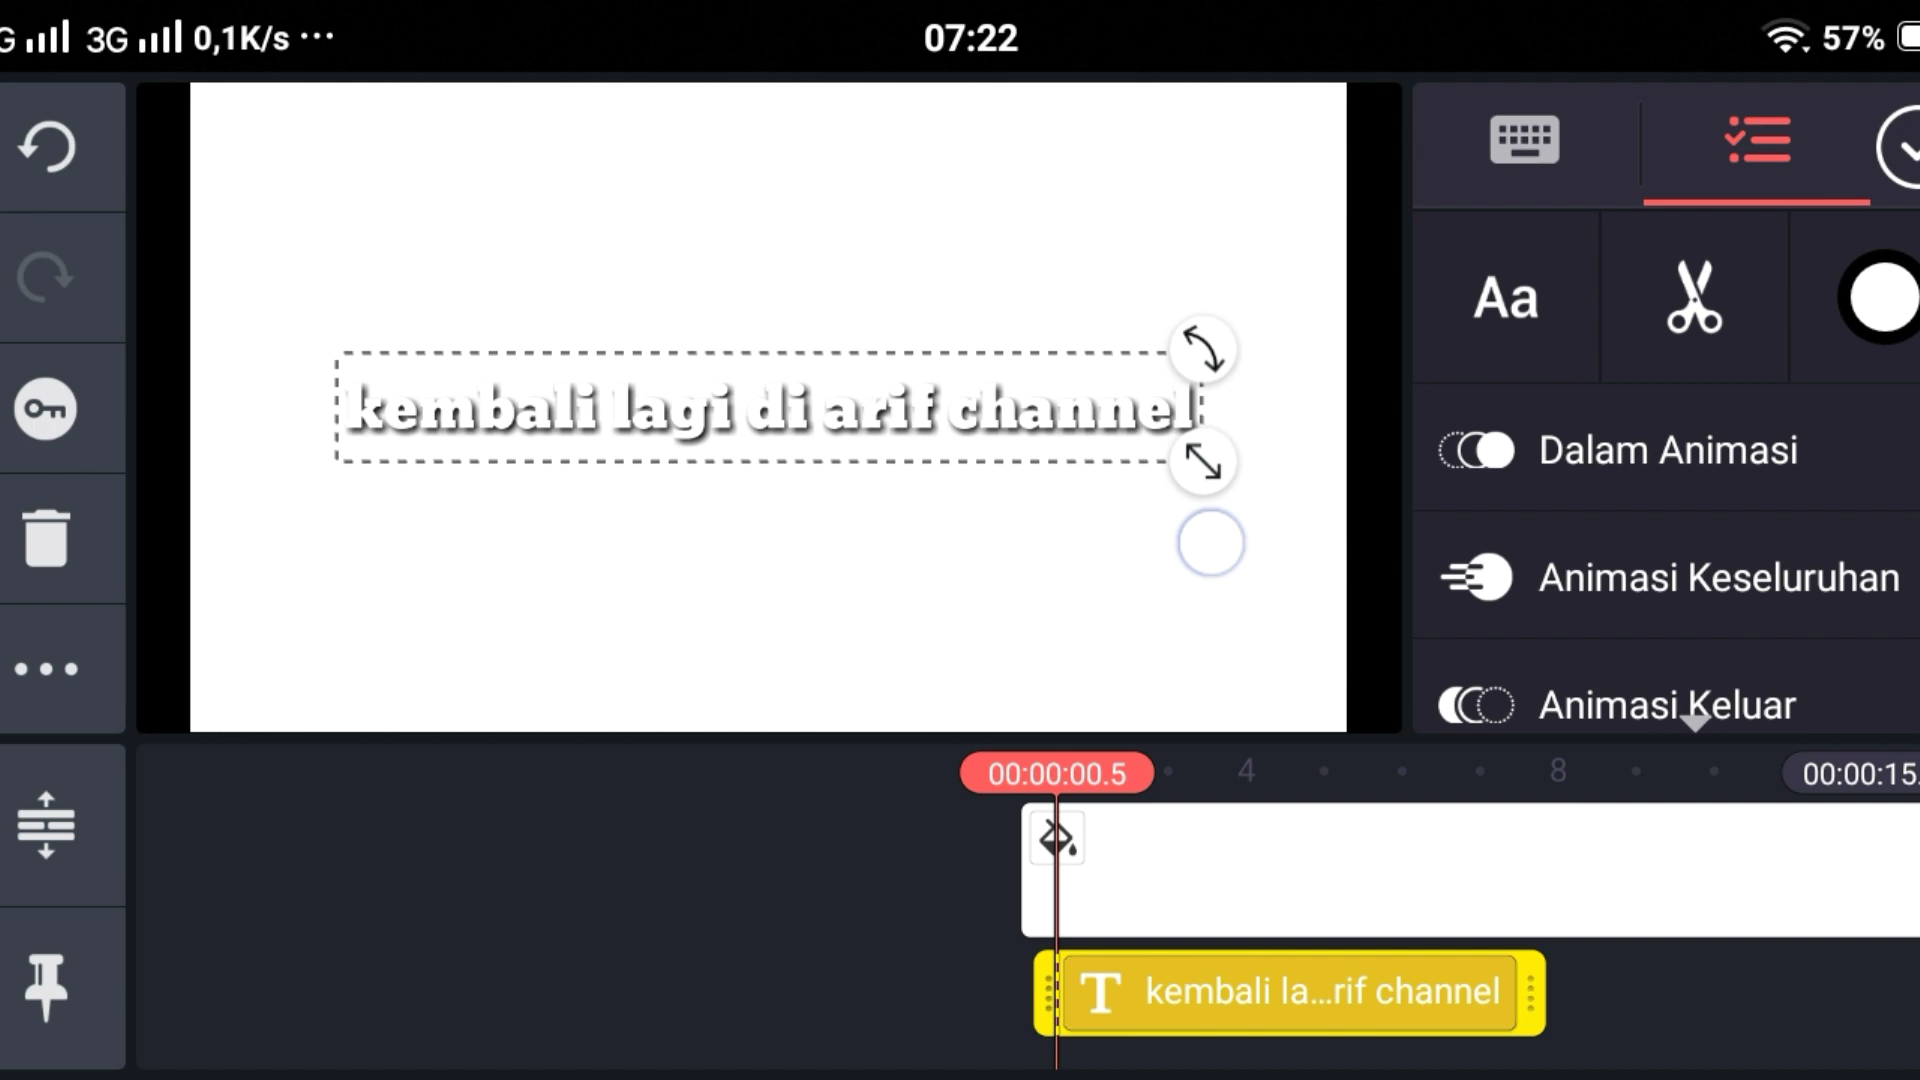 G 3G 0,1K/s ...
07:22
57%
kembali lagi di arif channel
Aa
Dalam Animasi
Animasi Keseluruhan
Animasi Keluar
00:00:00.5
4
8
00:00:15.
T kembali la...rif channel